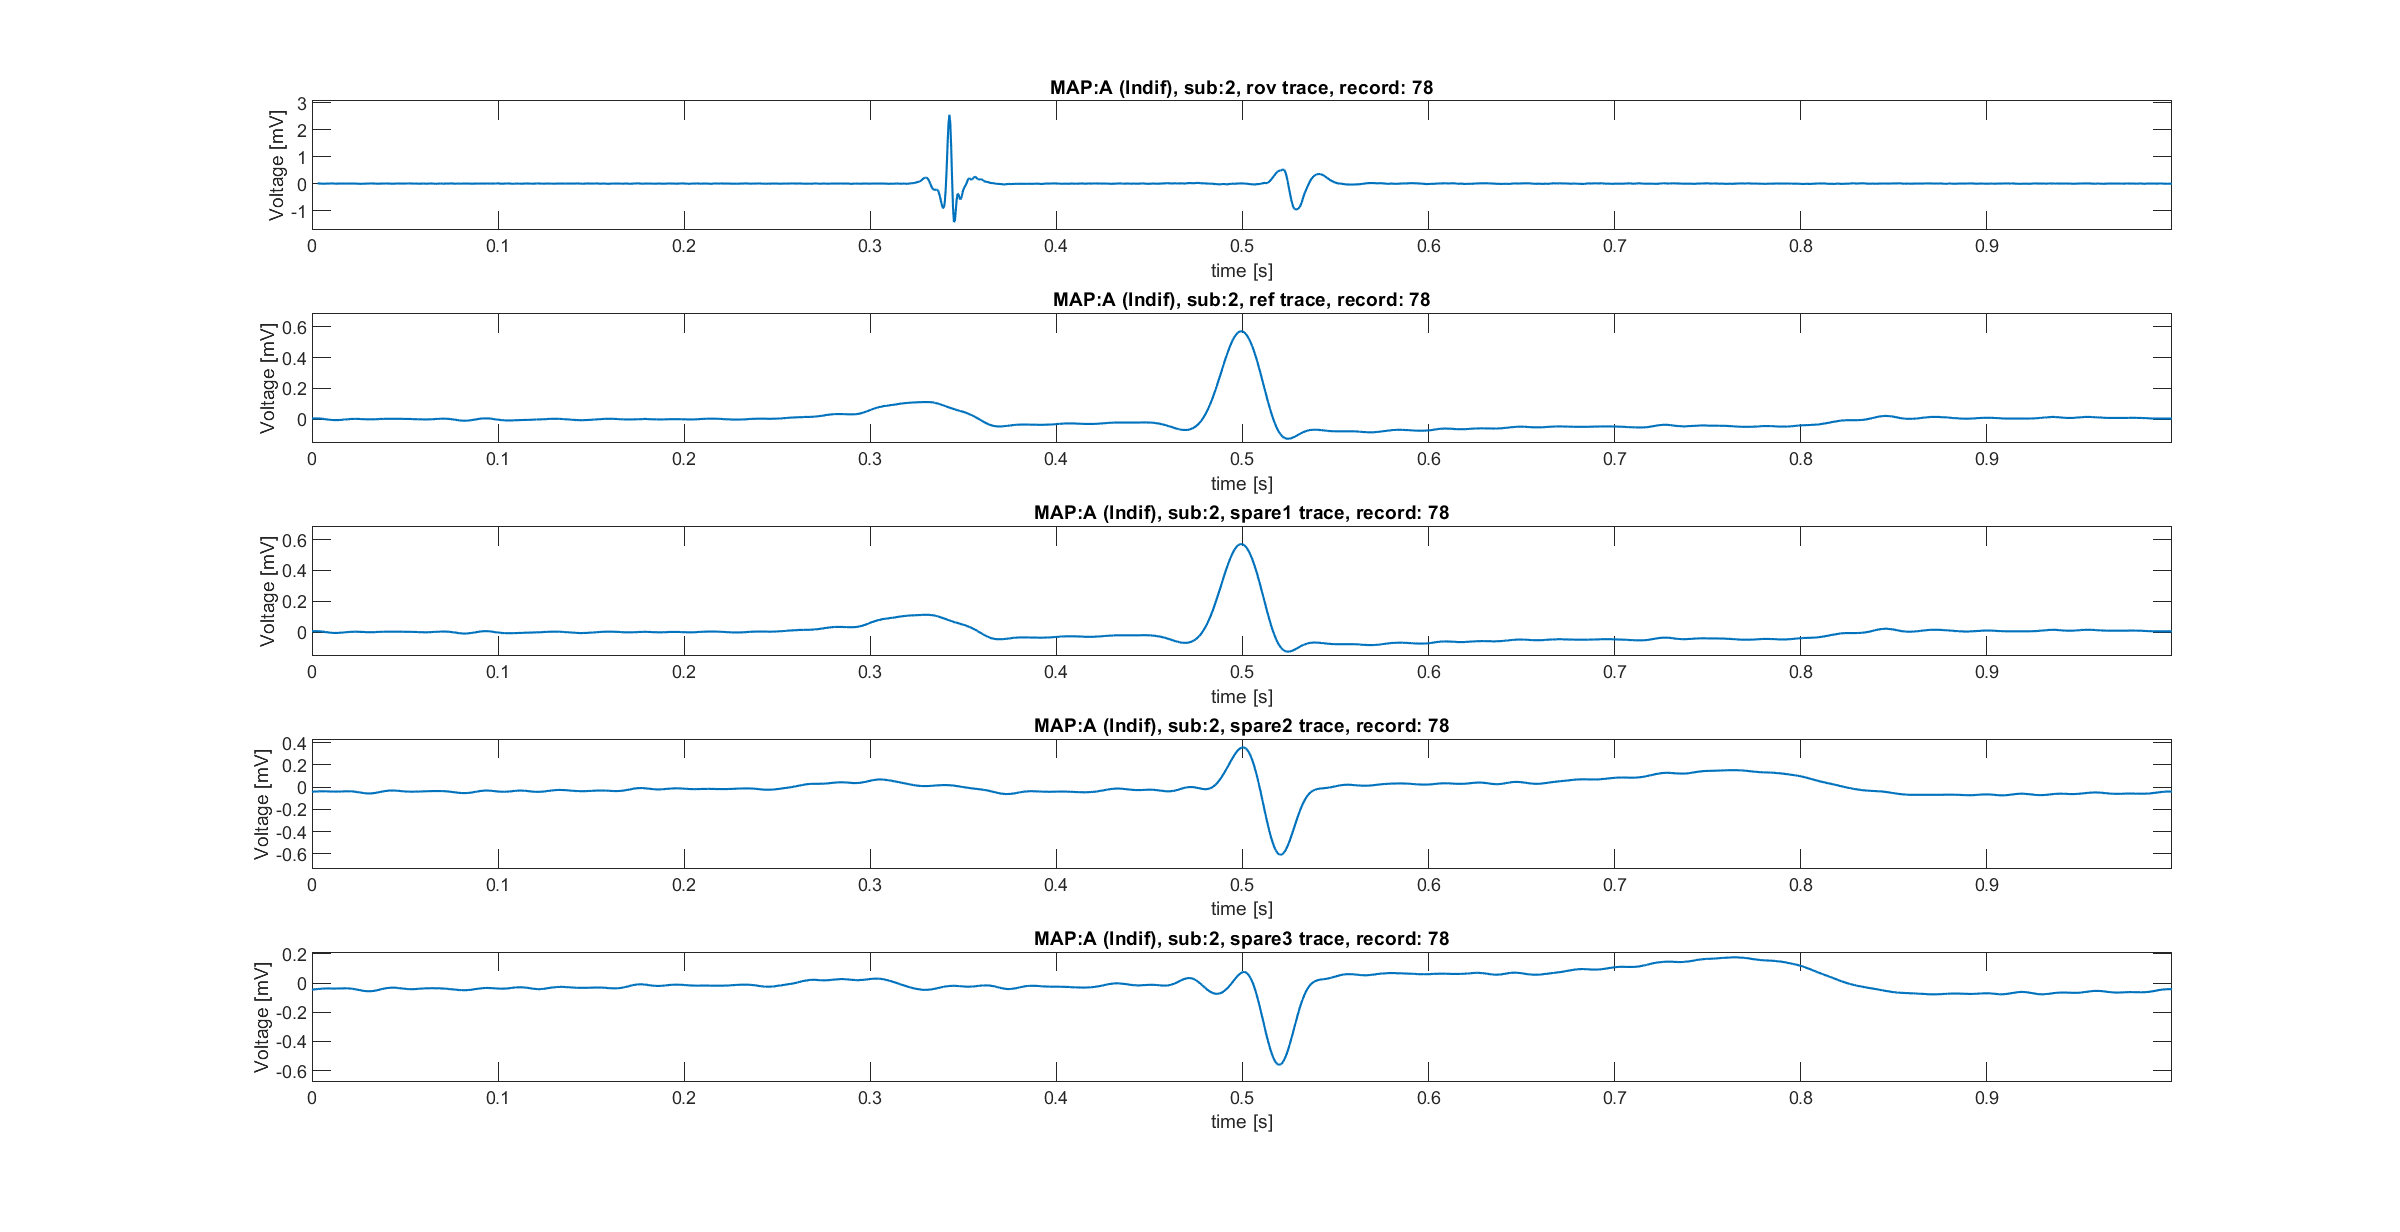 MAP:A (Indif), sub:2, rov trace, record: 78
Voltage [mV]
3
2
1
0
-1
0 0.1 0.2 0.3 0.4 0.5 0.6 0.7 0.8 0.9
time [s]
MAP:A (Indif), sub:2, ref trace, record: 78
Voltage [mV]
0.6
0.4
0.2
0
0 0.1 0.2 0.3 0.4 0.5 0.6 0.7 0.8 0.9
time [s]
MAP:A (Indif), sub:2, spare1 trace, record: 78
Voltage [mV]
0.6
0.4
0.2
0
0 0.1 0.2 0.3 0.4 0.5 0.6 0.7 0.8 0.9
time [s]
MAP:A (Indif), sub:2, spare2 trace, record: 78
Voltage [mV]
0.4
0.2
0
-0.2
-0.4
-0.6
0 0.1 0.2 0.3 0.4 0.5 0.6 0.7 0.8 0.9
time [s]
MAP:A (Indif), sub:2, spare3 trace, record: 78
Voltage [mV]
0.2
0
-0.2
-0.4
-0.6
0 0.1 0.2 0.3 0.4 0.5 0.6 0.7 0.8 0.9
time [s]